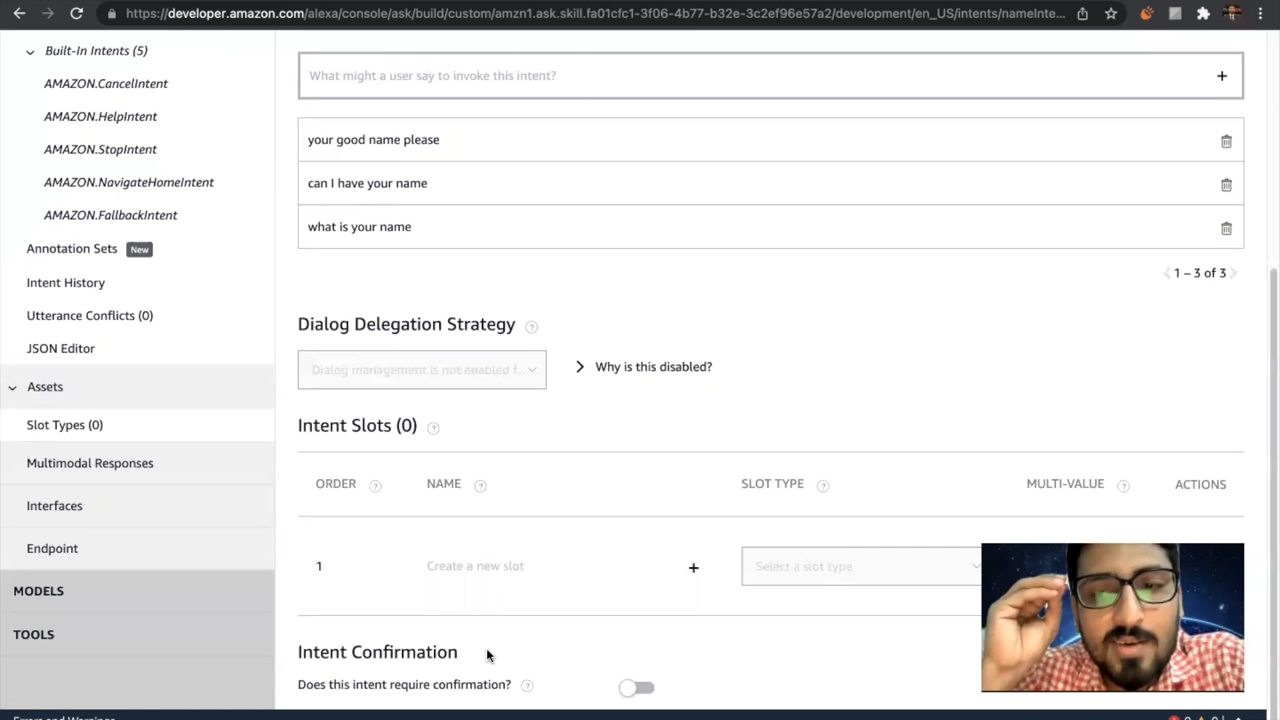 https://developer.amazon.com/alexa/console/ask/build/custom/amzn1.ask.skill.fa01cfc1-3f06-4b77-b32e-3c2ef96e57a2/development/en_US/intents/nameInte...
Built-In Intents (5)
AMAZON.CancelIntent
AMAZON.HelpIntent
AMAZON.StopIntent
AMAZON.NavigateHomeIntent
AMAZON.FallbackIntent
Annotation Sets New
Intent History
Utterance Conflicts (0)
JSON Editor
Assets
Slot Types (0)
Multimodal Responses
Interfaces
Endpoint
MODELS
TOOLS
What might a user say to invoke this intent?
your good name please
can I have your name
what is your name
1 – 3 of 3
Dialog Delegation Strategy
Dialog management is not enabled f...
Why is this disabled?
Intent Slots (0)
ORDER NAME SLOT TYPE MULTI-VALUE ACTIONS
1 Create a new slot Select a slot type
Intent Confirmation
Does this intent require confirmation?